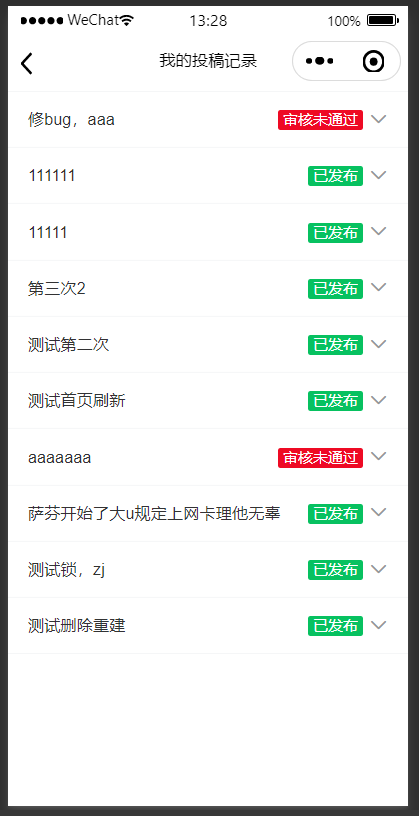 WeChat 13:28 100%
我的投稿记录
修bug，aaa 审核未通过
111111 已发布
11111 已发布
第三次2 已发布
测试第二次 已发布
测试首页刷新 已发布
aaaaaaa 审核未通过
萨芬开始了大u规定上网卡理他无辜 已发布
测试锁，zj 已发布
测试删除重建 已发布